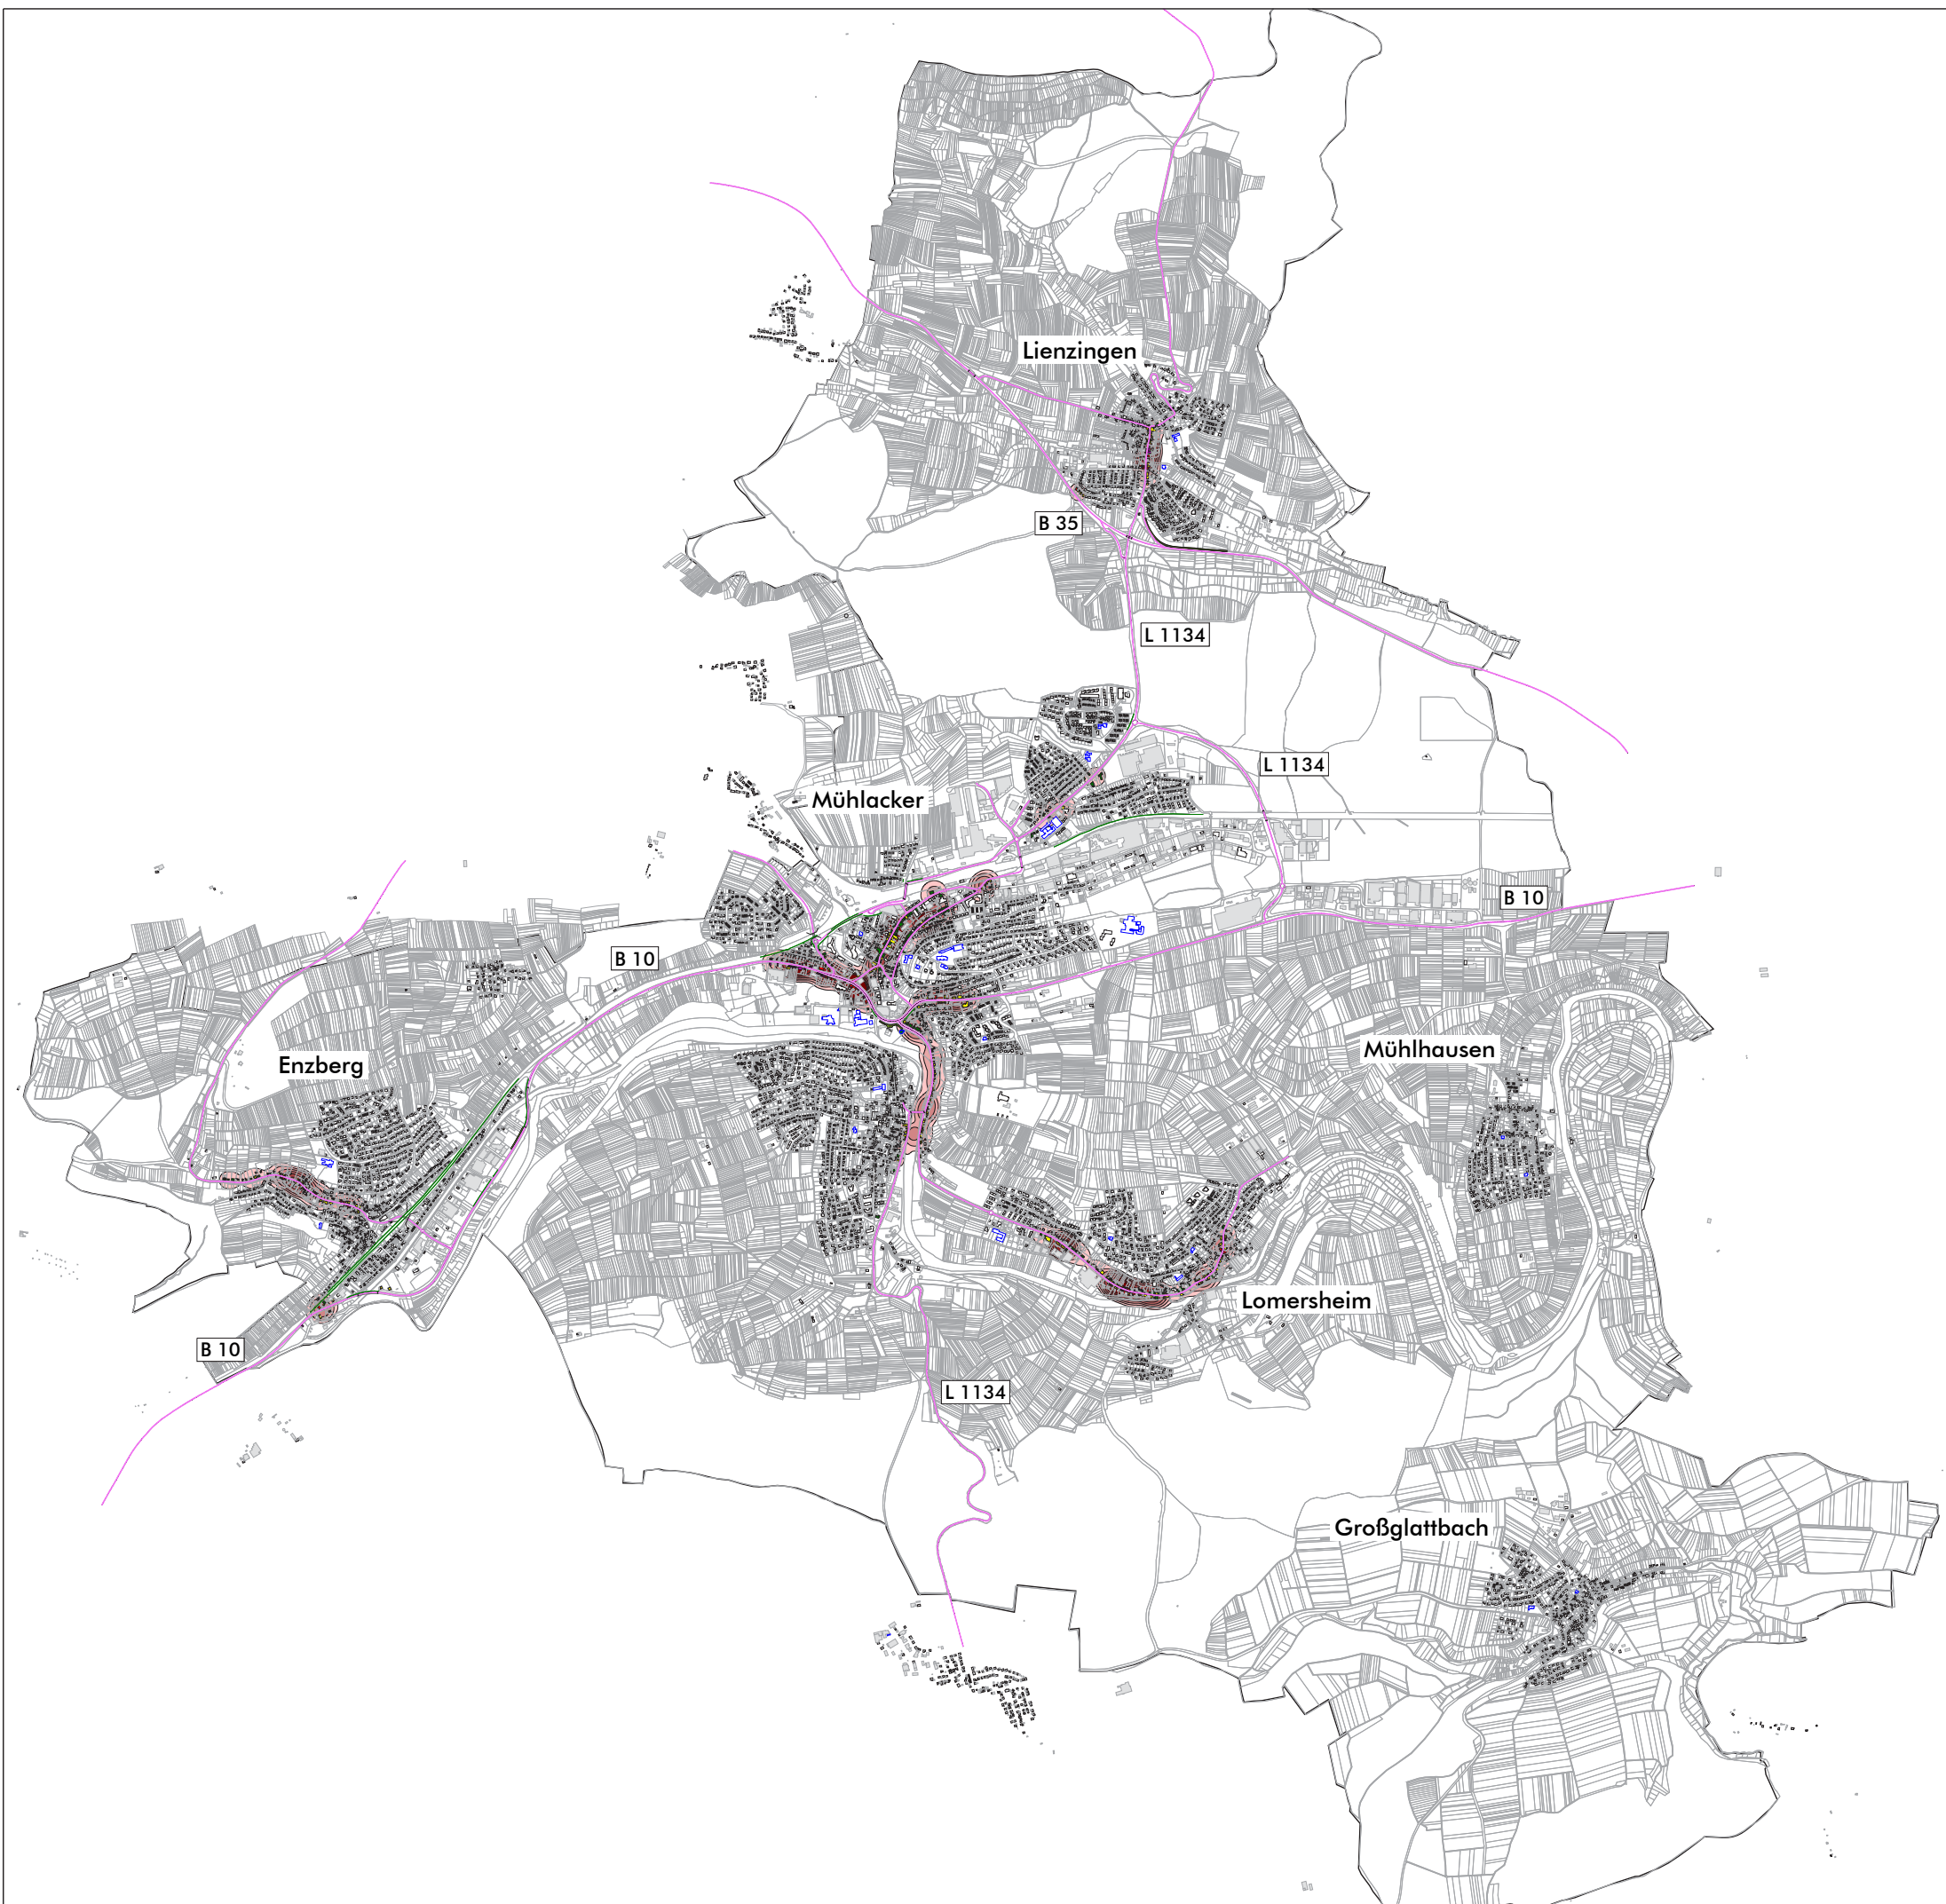 Lienzingen
B 35
L 1134
L 1134
Mühlacker
B 10
B 10
Mühlhausen
Enzberg
Lomersheim
B 10
L 1134
Großglattbach